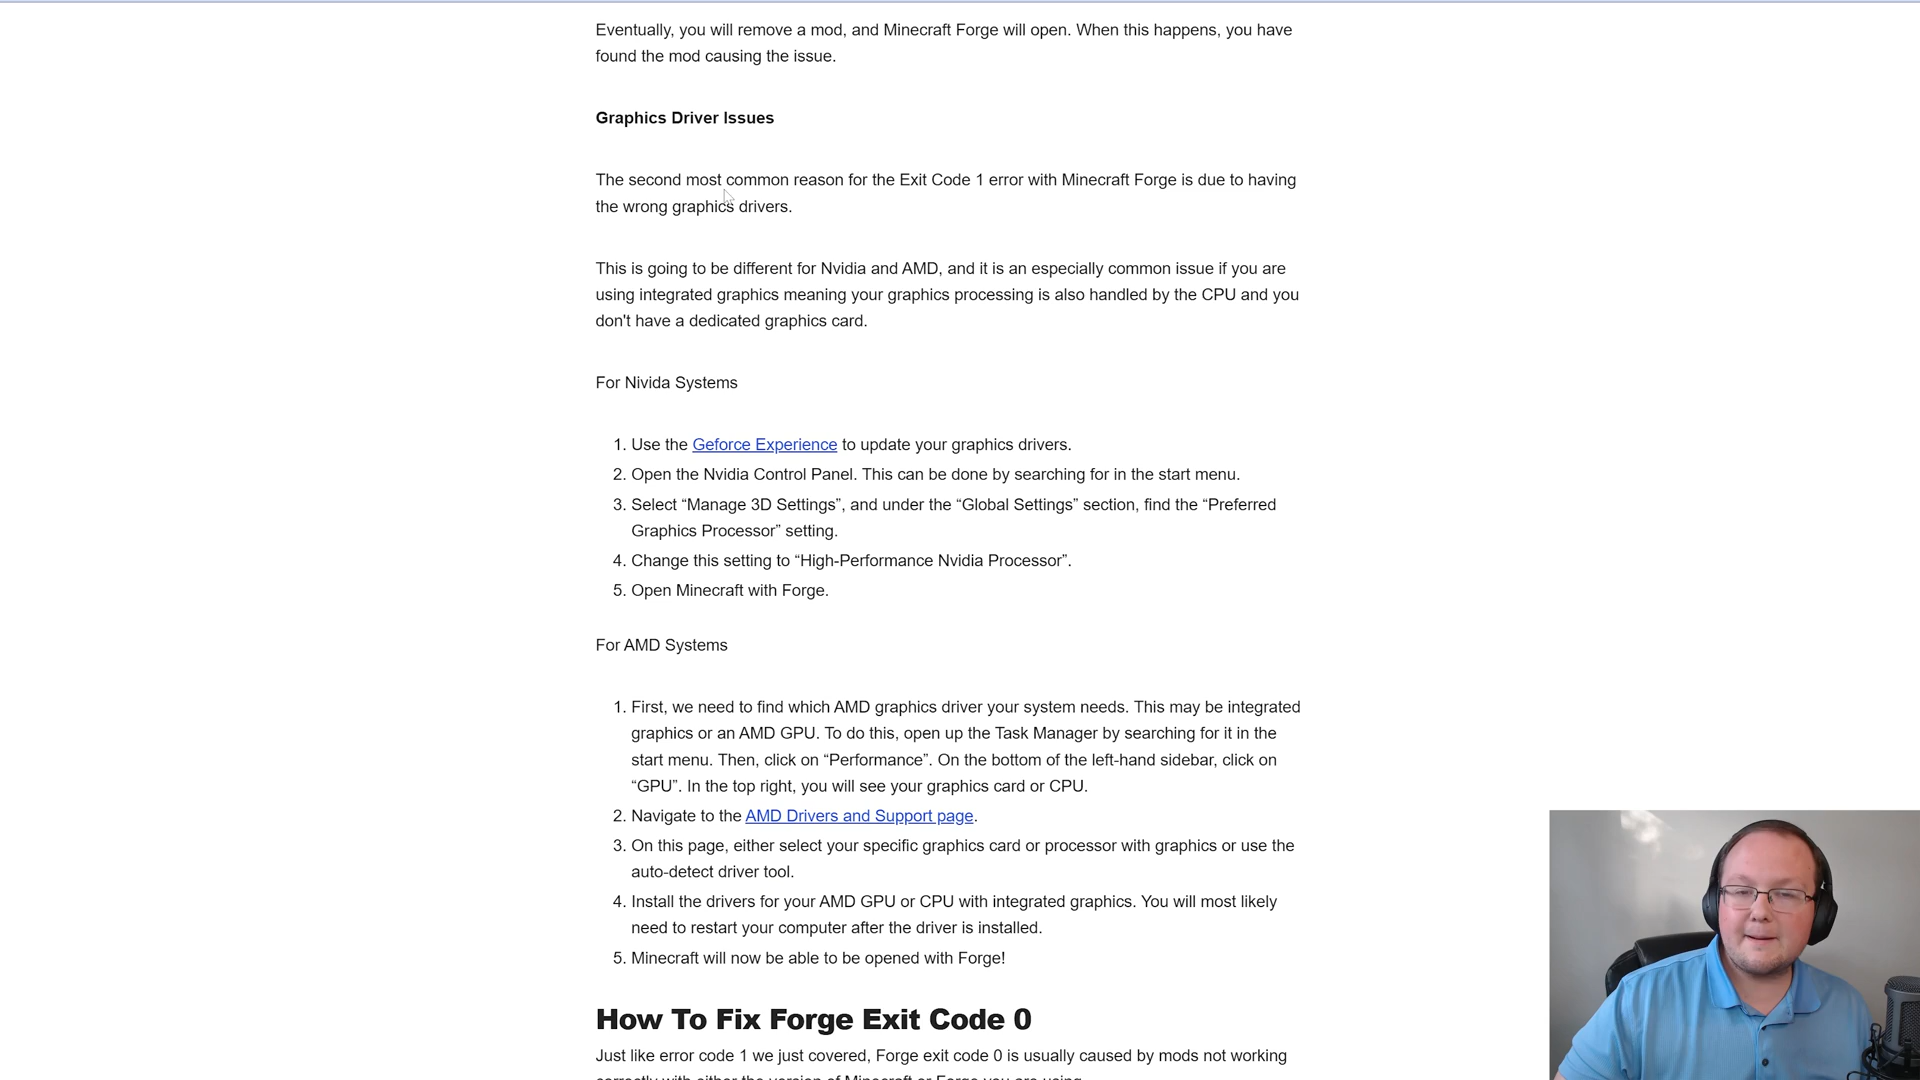 Eventually, you will remove a mod, and Minecraft Forge will open. When this happens, you have
found the mod causing the issue.
Graphics Driver Issues
The second most common reason for the Exit Code 1 error with Minecraft Forge is due to having
the wrong graphics drivers.
This is going to be different for Nvidia and AMD, and it is an especially common issue if you are
using integrated graphics meaning your graphics processing is also handled by the CPU and you
don't have a dedicated graphics card.
For Nivida Systems
1. Use the Geforce Experience to update your graphics drivers.
2. Open the Nvidia Control Panel. This can be done by searching for in the start menu.
3. Select “Manage 3D Settings”, and under the “Global Settings” section, find the “Preferred
Graphics Processor” setting.
4. Change this setting to “High-Performance Nvidia Processor”.
5. Open Minecraft with Forge.
For AMD Systems
1. First, we need to find which AMD graphics driver your system needs. This may be integrated
graphics or an AMD GPU. To do this, open up the Task Manager by searching for it in the
start menu. Then, click on “Performance”. On the bottom of the left-hand sidebar, click on
“GPU”. In the top right, you will see your graphics card or CPU.
2. Navigate to the AMD Drivers and Support page.
3. On this page, either select your specific graphics card or processor with graphics or use the
auto-detect driver tool.
4. Install the drivers for your AMD GPU or CPU with integrated graphics. You will most likely
need to restart your computer after the driver is installed.
5. Minecraft will now be able to be opened with Forge!
How To Fix Forge Exit Code 0
Just like error code 1 we just covered, Forge exit code 0 is usually caused by mods not working
correctly with either the version of Minecraft or Forge you are using.